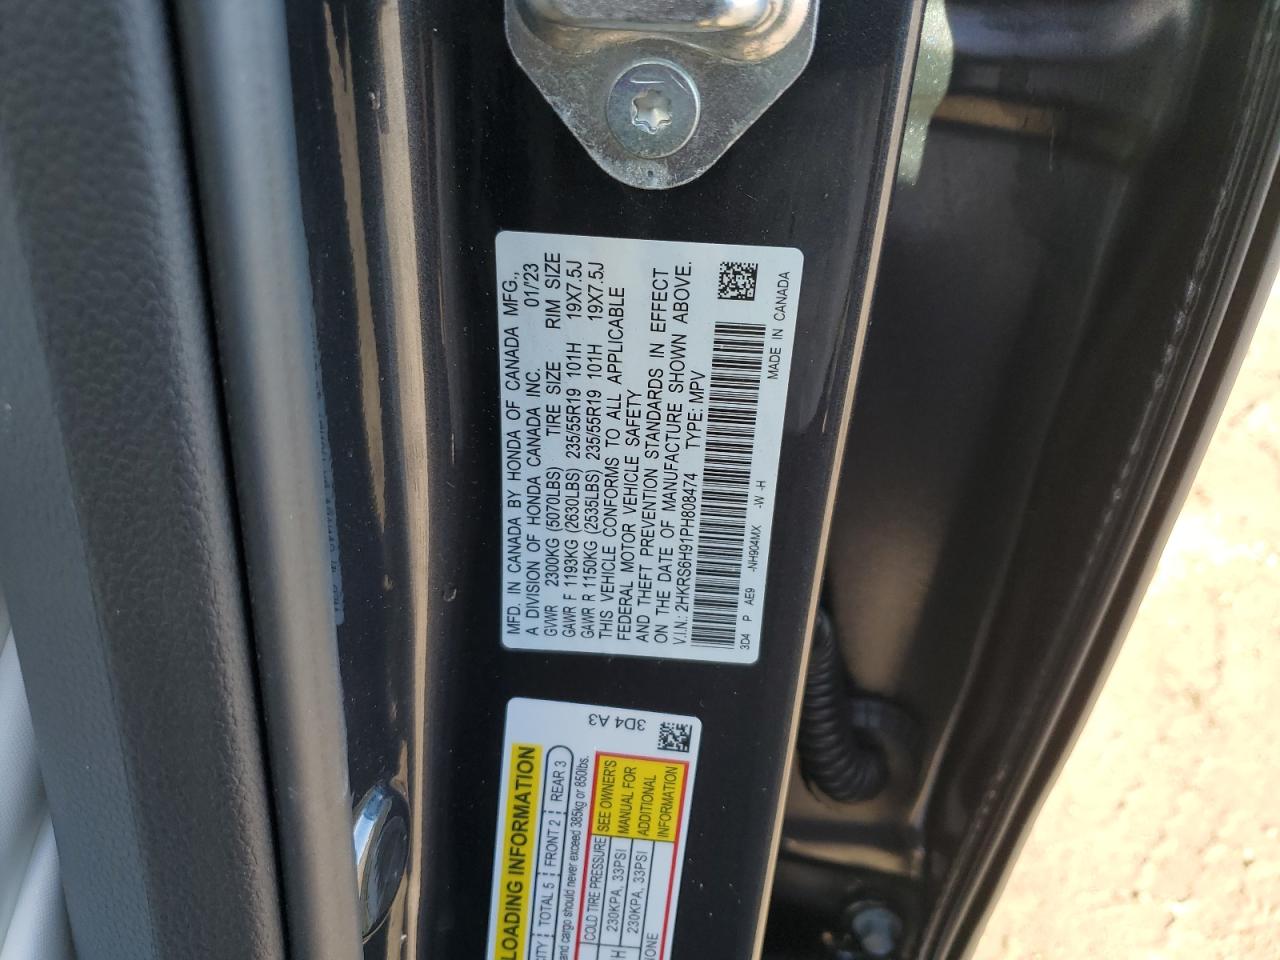 MFD. IN CANADA BY HONDA OF CANADA MFG.,
A DIVISION OF HONDA CANADA INC. 01/'23
GVWR 2300KG (5070LBS) TIRE SIZE RIM SIZE
GAWR F 1193KG (2630LBS) 235/55R19 101H 19X7.5J
GAWR R 1150KG (2535LBS) 235/55R19 101H 19X7.5J
THIS VEHICLE CONFORMS TO ALL APPLICABLE
FEDERAL MOTOR VEHICLE SAFETY
AND THEFT PREVENTION STANDARDS IN EFFECT
ON THE DATE OF MANUFACTURE SHOWN ABOVE.
V.I.N.: 2HKRS6H91PH808474 TYPE: MPV
3D4 P AE9 -NH904MX -W -H
MADE IN CANADA
3D4 A3
LOADING INFORMATION
TOTAL 5 FRONT 2 REAR 3
and cargo should never exceed 385kg or 850lbs.
COLD TIRE PRESSURE
230KPA, 33PSI
230KPA, 33PSI
SEE OWNER'S
MANUAL FOR
ADDITIONAL
INFORMATION